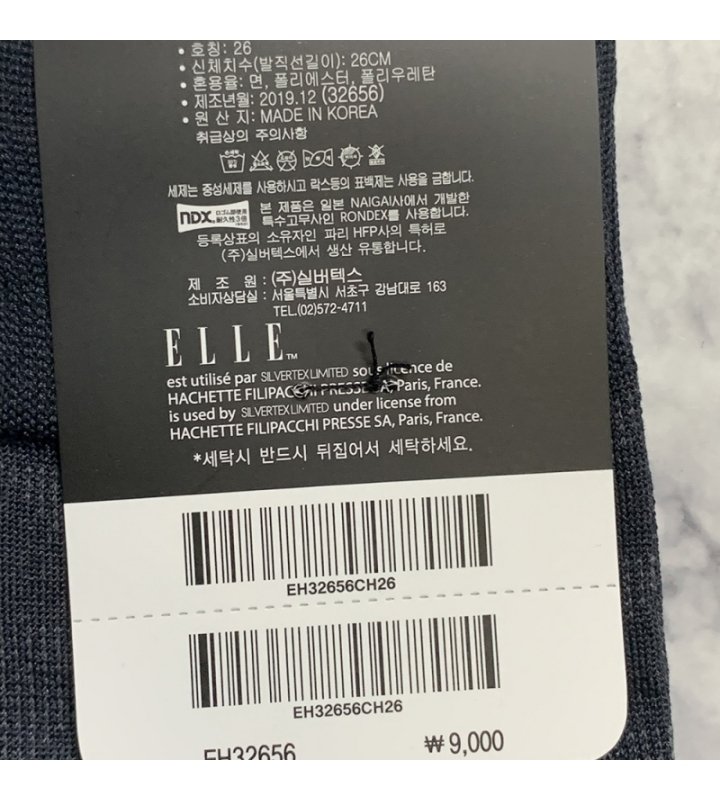 • 호칭: 26
• 신체치수(발직선길이): 26CM
• 혼용율: 면, 폴리에스터, 폴리우레탄
• 제조년월: 2019.12 (32656)
• 원 산 지: MADE IN KOREA
취급상의 주의사항
세제는 중성세제를 사용하시고 락스등의 표백제는 사용을 금합니다.
ndx. 본 제품은 일본 NAIGAI사에서 개발한
특수고무사인 RONDEX를 사용합니다.
등록상표의 소유자인 파리 HFP사의 특허로
(주)실버텍스에서 생산 유통합니다.
제 조 원 : (주)실버텍스
소비자상담실 : 서울특별시 서초구 강남대로 163
TEL.(02)572-4711
ELLE™
est utilisé par SILVERTEX LIMITED sous licence de
HACHETTE FILIPACCHI PRESSE SA, Paris, France.
is used by SILVERTEX LIMITED under license from
HACHETTE FILIPACCHI PRESSE SA, Paris, France.
*세탁시 반드시 뒤집어서 세탁하세요.
EH32656CH26
EH32656CH26
EH32656 ₩9,000